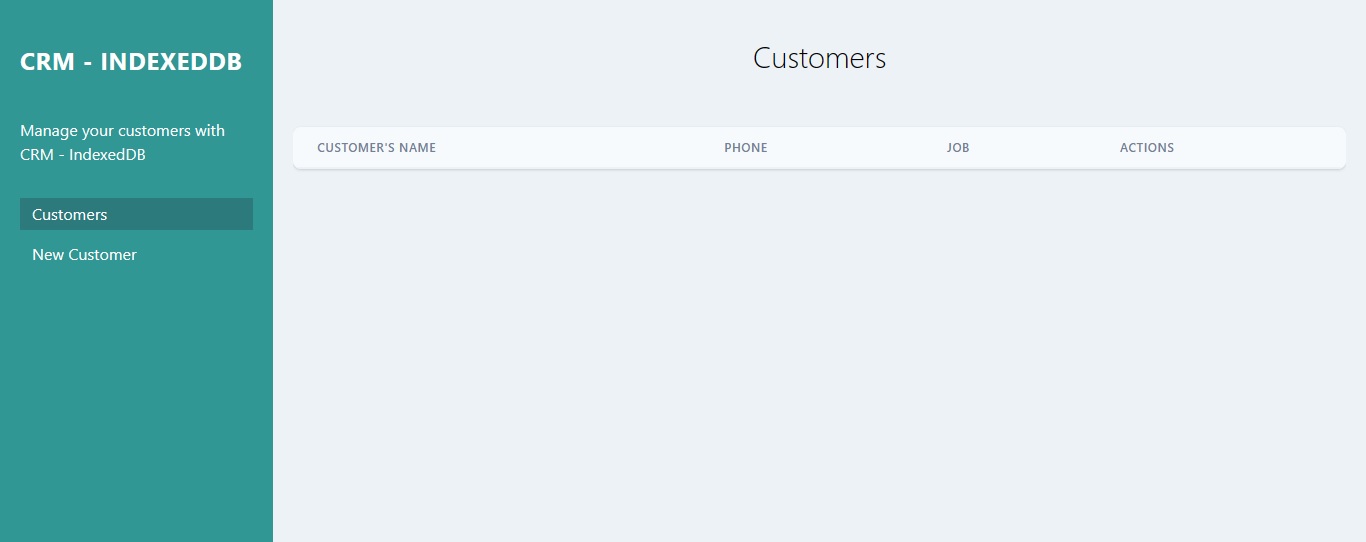 CRM - INDEXEDDB
Manage your customers with
CRM - IndexedDB
Customers
New Customer
Customers
CUSTOMER'S NAME PHONE JOB ACTIONS